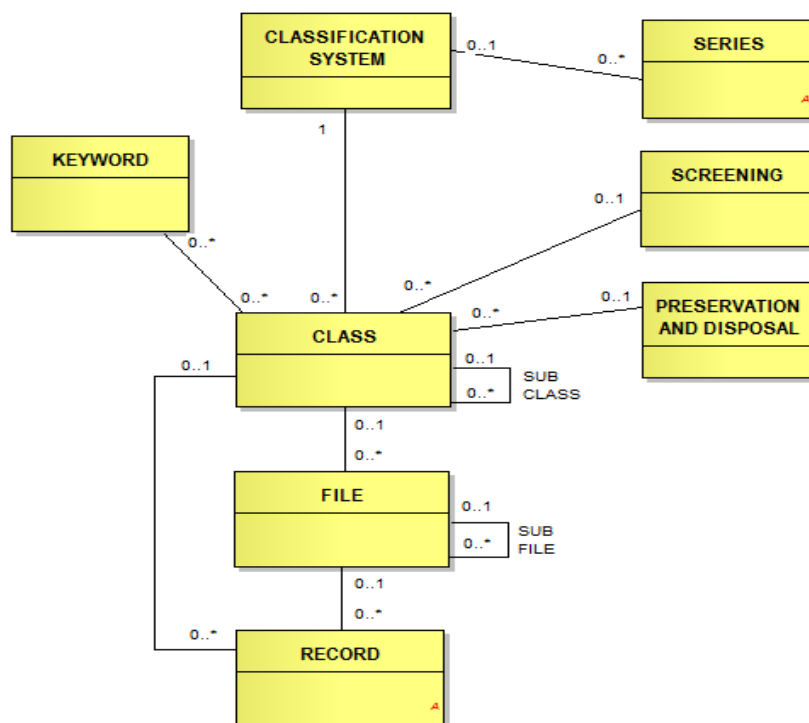 CLASSIFICATION
SYSTEM
0..1
0..*
SERIES
A
1
KEYWORD
SCREENING
0..1
0..*
0..*
0..*
0..*
0..*
0..1
PRESERVATION
AND DISPOSAL
CLASS
0..1
0..1
0..*
SUB
CLASS
0..1
0..*
FILE
0..1
0..*
SUB
FILE
0..1
0..*
0..*
RECORD
A